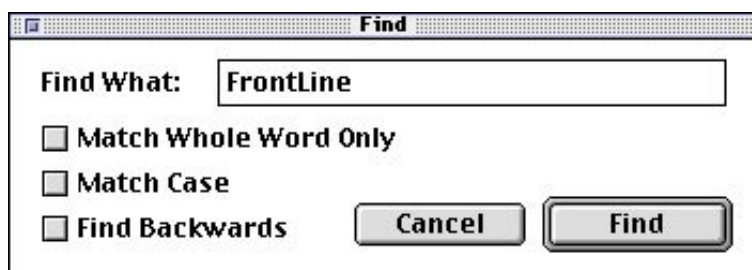 Find
Find What: FrontLine
Match Whole Word Only
Match Case
Find Backwards
Cancel Find